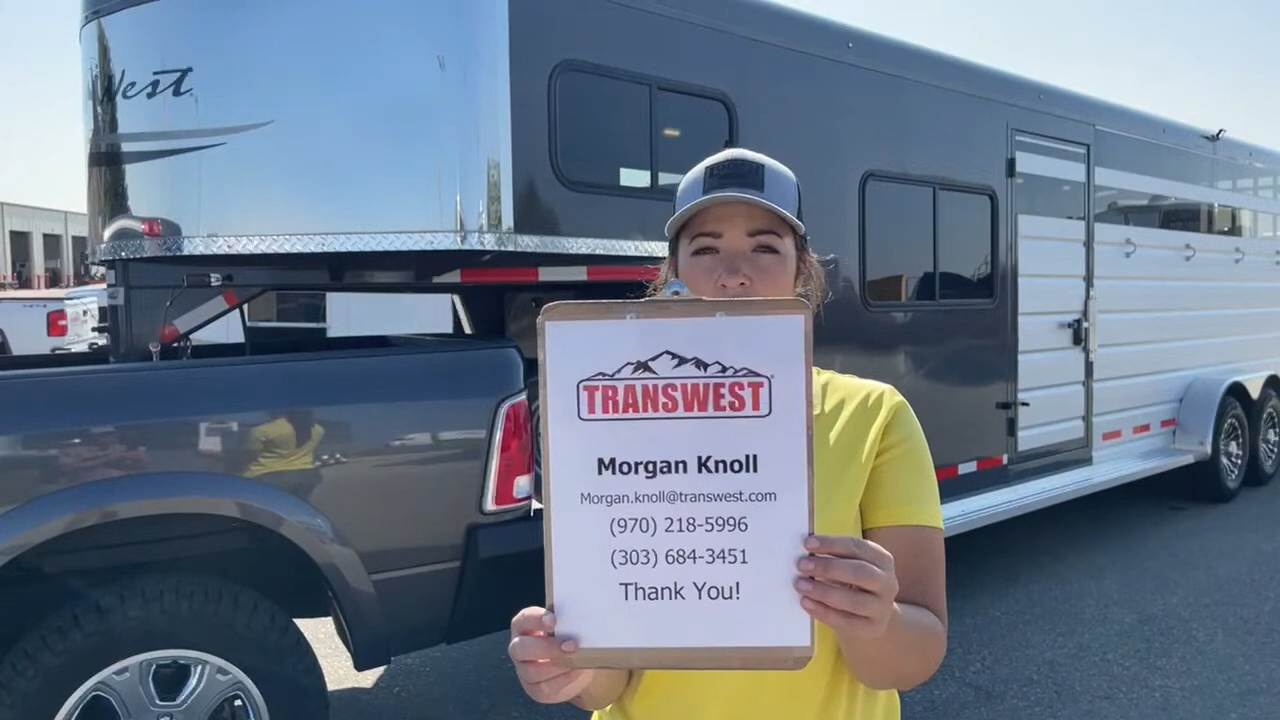 West
TRANSWEST
Morgan Knoll
Morgan.knoll@transwest.com
(970) 218-5996
(303) 684-3451
Thank You!